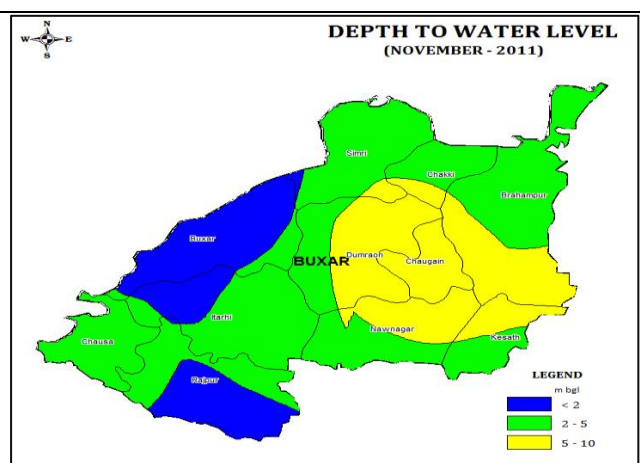 N
W E
S
DEPTH TO WATER LEVEL
(NOVEMBER - 2011)
Simri
Chakki
Brahampur
Buxar
BUXAR
Dumraon
Chaugain
Itarhi
Chausa
Nawnagar
Kesath
Rajpur
LEGEND
m bgl
< 2
2 - 5
5 - 10